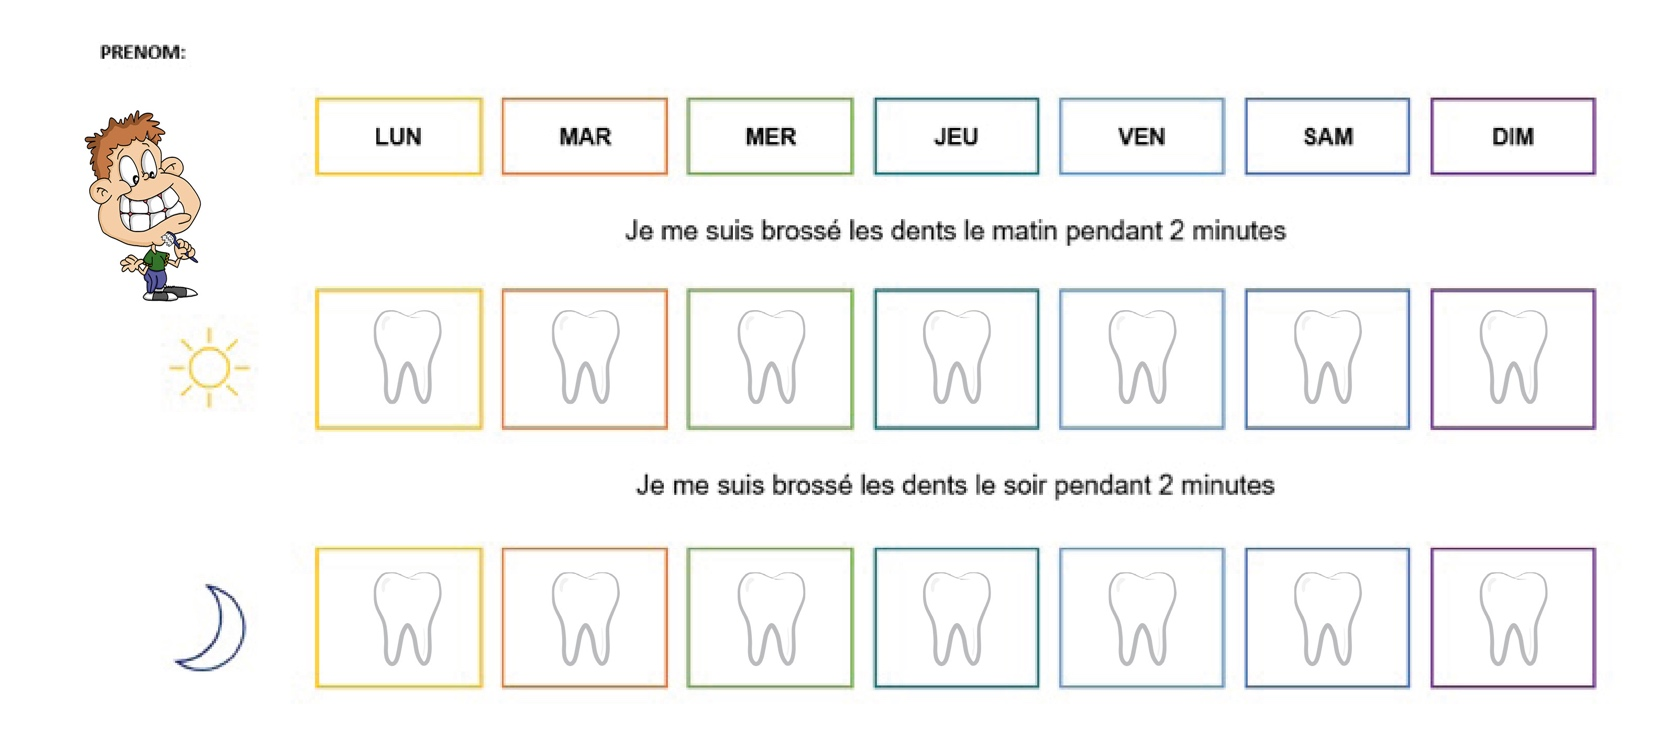 PRENOM:
LUN MAR MER JEU VEN SAM DIM
Je me suis brossé les dents le matin pendant 2 minutes
Je me suis brossé les dents le soir pendant 2 minutes